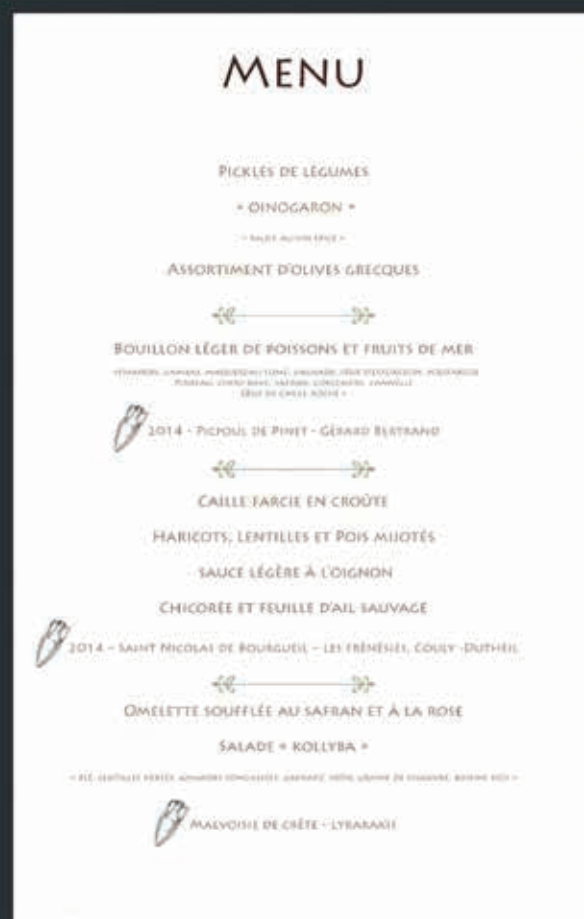 MENU
PICKLES DE LÉGUMES
« OINOGARON »
ASSORTIMENT D'OLIVES GRECQUES
BOUILLON LÉGER DE POISSONS ET FRUITS DE MER
2014 - PICPOUL DE PINET - GÉRARD BERTRAND
CAILLE FARCIE EN CROÛTE
HARICOTS, LENTILLES ET POIS MIJOTÉS
SAUCE LÉGÈRE À L'OIGNON
CHICORÉE ET FEUILLE D'AIL SAUVAGE
2014 – SAINT NICOLAS DE BOURGUEIL – LES FRÉNÉSIES, COULY-DUTHEIL
OMELETTE SOUFFLÉE AU SAFRAN ET À LA ROSE
SALADE « KOLLYBA »
MALVOISIE DE CRÈTE - LYRARAKIS